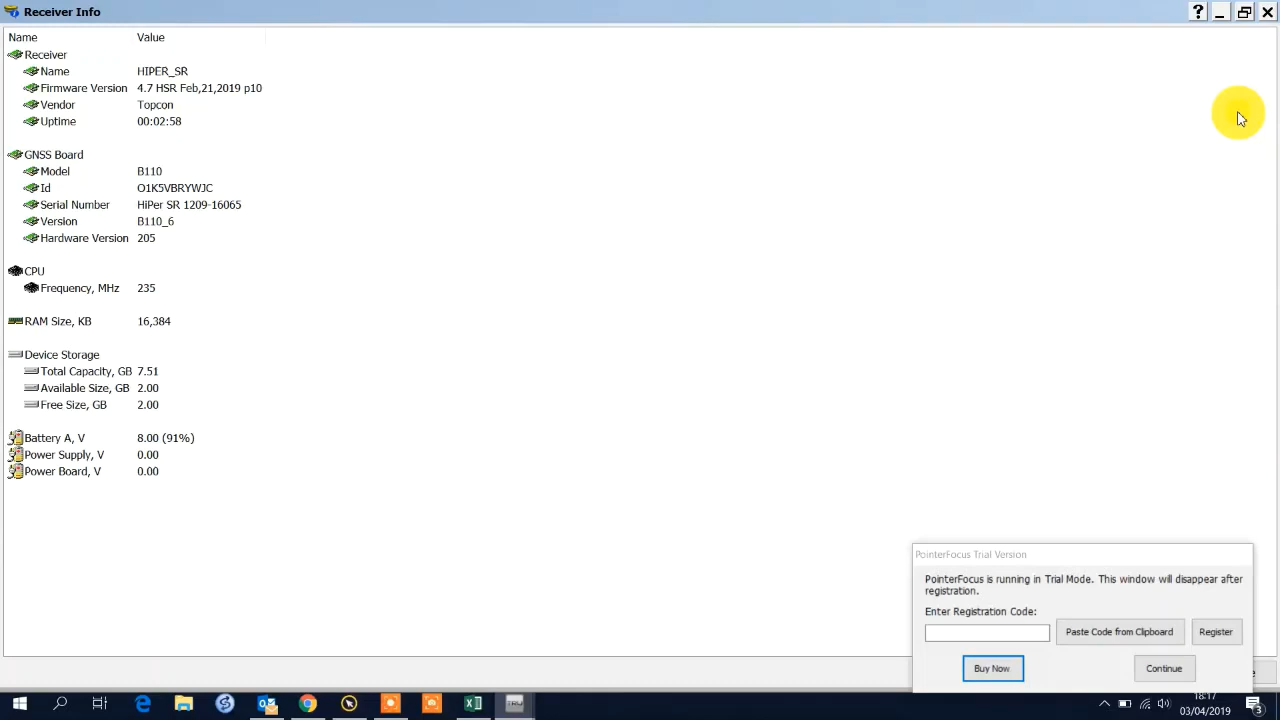 Receiver Info
Name Value
Receiver
Name HIPER_SR
Firmware Version 4.7 HSR Feb,21,2019 p10
Vendor Topcon
Uptime 00:02:58
GNSS Board
Model B110
Id O1K5VBRYWJC
Serial Number HiPer SR 1209-16065
Version B110_6
Hardware Version 205
CPU
Frequency, MHz 235
RAM Size, KB 16,384
Device Storage
Total Capacity, GB 7.51
Available Size, GB 2.00
Free Size, GB 2.00
Battery A, V 8.00 (91%)
Power Supply, V 0.00
Power Board, V 0.00
PointerFocus Trial Version
PointerFocus is running in Trial Mode. This window will disappear after
registration.
Enter Registration Code:
Paste Code from Clipboard Register
Buy Now Continue
18:17
03/04/2019
3